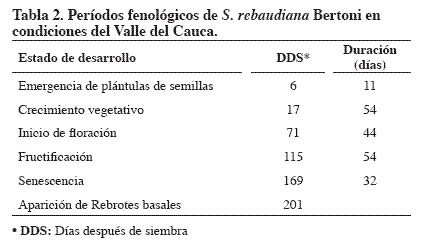 Tabla 2. Períodos fenológicos de S. rebaudiana Bertoni en
condiciones del Valle del Cauca.
Estado de desarrollo DDS* Duración (días)
Emergencia de plántulas de semillas 6 11
Crecimiento vegetativo 17 54
Inicio de floración 71 44
Fructificación 115 54
Senescencia 169 32
Aparición de Rebrotes basales 201
* DDS: Días después de siembra